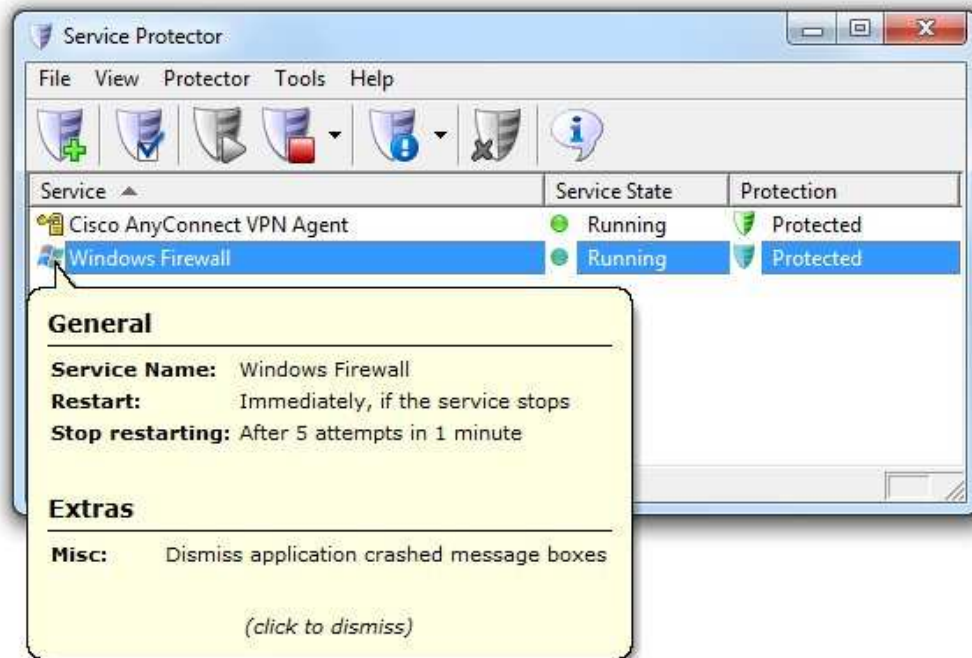 Service Protector
File View Protector Tools Help
Service Service State Protection
Cisco AnyConnect VPN Agent Running Protected
Windows Firewall Running Protected
General
Service Name: Windows Firewall
Restart: Immediately, if the service stops
Stop restarting: After 5 attempts in 1 minute
Extras
Misc: Dismiss application crashed message boxes
(click to dismiss)